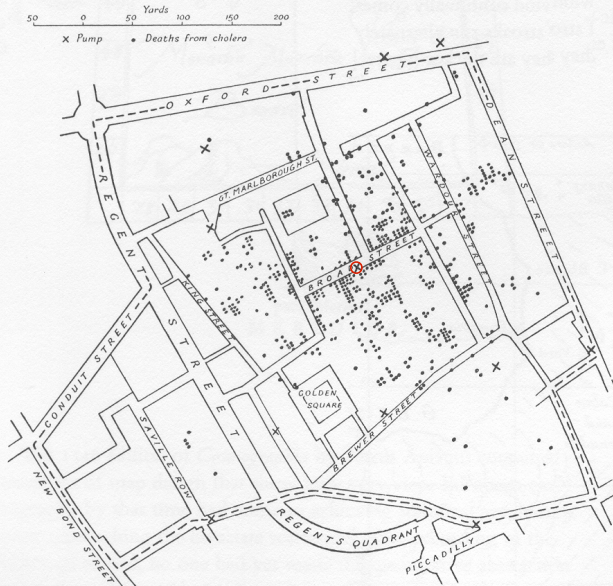 Yards
50 0 50 100 150 200
x Pump • Deaths from cholera
OXFORD STREET
DEAN STREET
GT. MARLBOROUGH ST.
WARDOUR STREET
REGENT STREET
BROAD STREET
KING STREET
CONDUIT STREET
GOLDEN
SQUARE
SAVILLE ROW
BREWER STREET
NEW BOND STREET
REGENTS QUADRANT
PICCADILLY